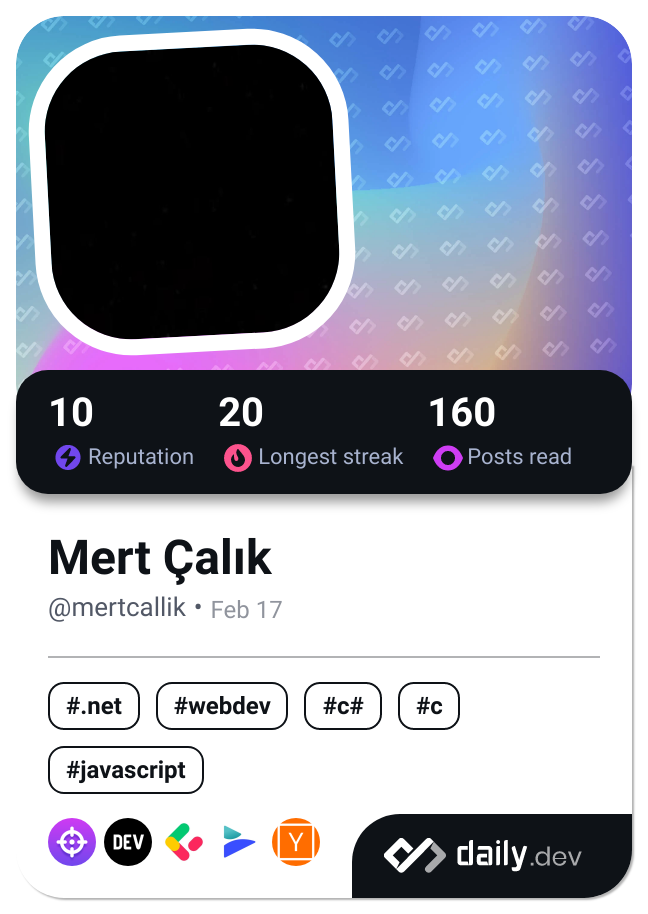 10 20 160
Reputation Longest streak Posts read
Mert Çalık
@mertcallik • Feb 17
#.net #webdev #c# #c
#javascript
DEV Y daily.dev